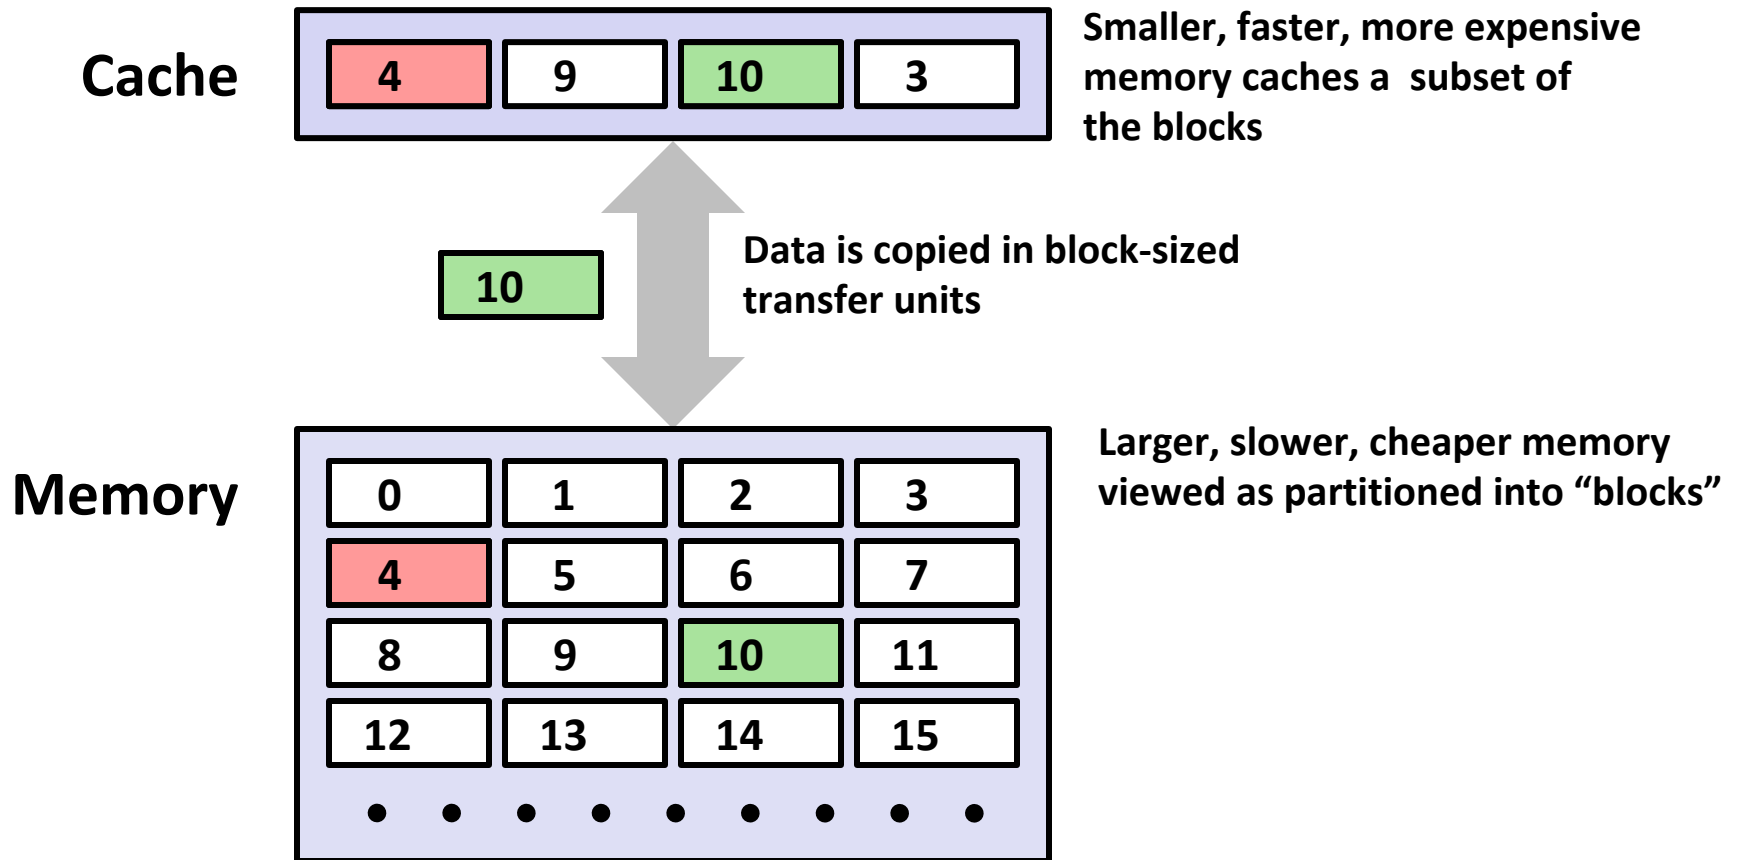 Cache
4 9 10 3
Smaller, faster, more expensive
memory caches a  subset of
the blocks
10
Data is copied in block-sized
transfer units
Memory
0 1 2 3
4 5 6 7
8 9 10 11
12 13 14 15
Larger, slower, cheaper memory
viewed as partitioned into “blocks”